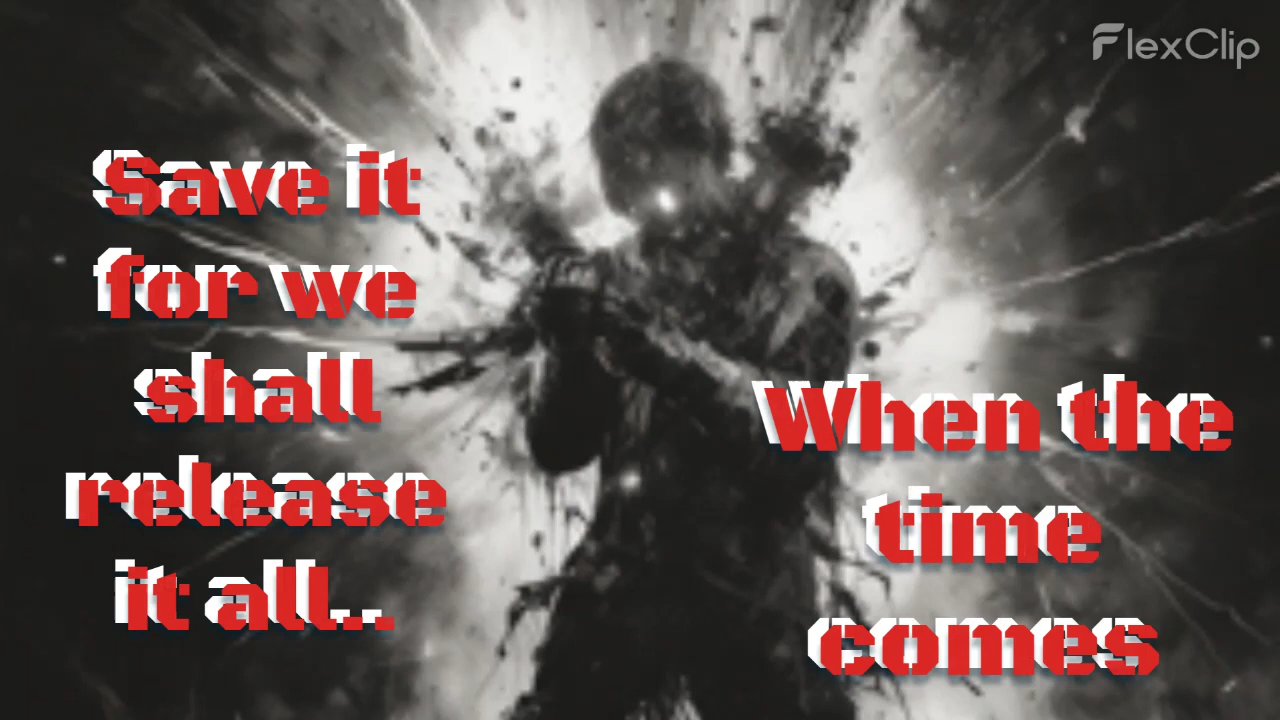 FlexClip
Save it
for we
shall
release
it all..
When the
time
comes